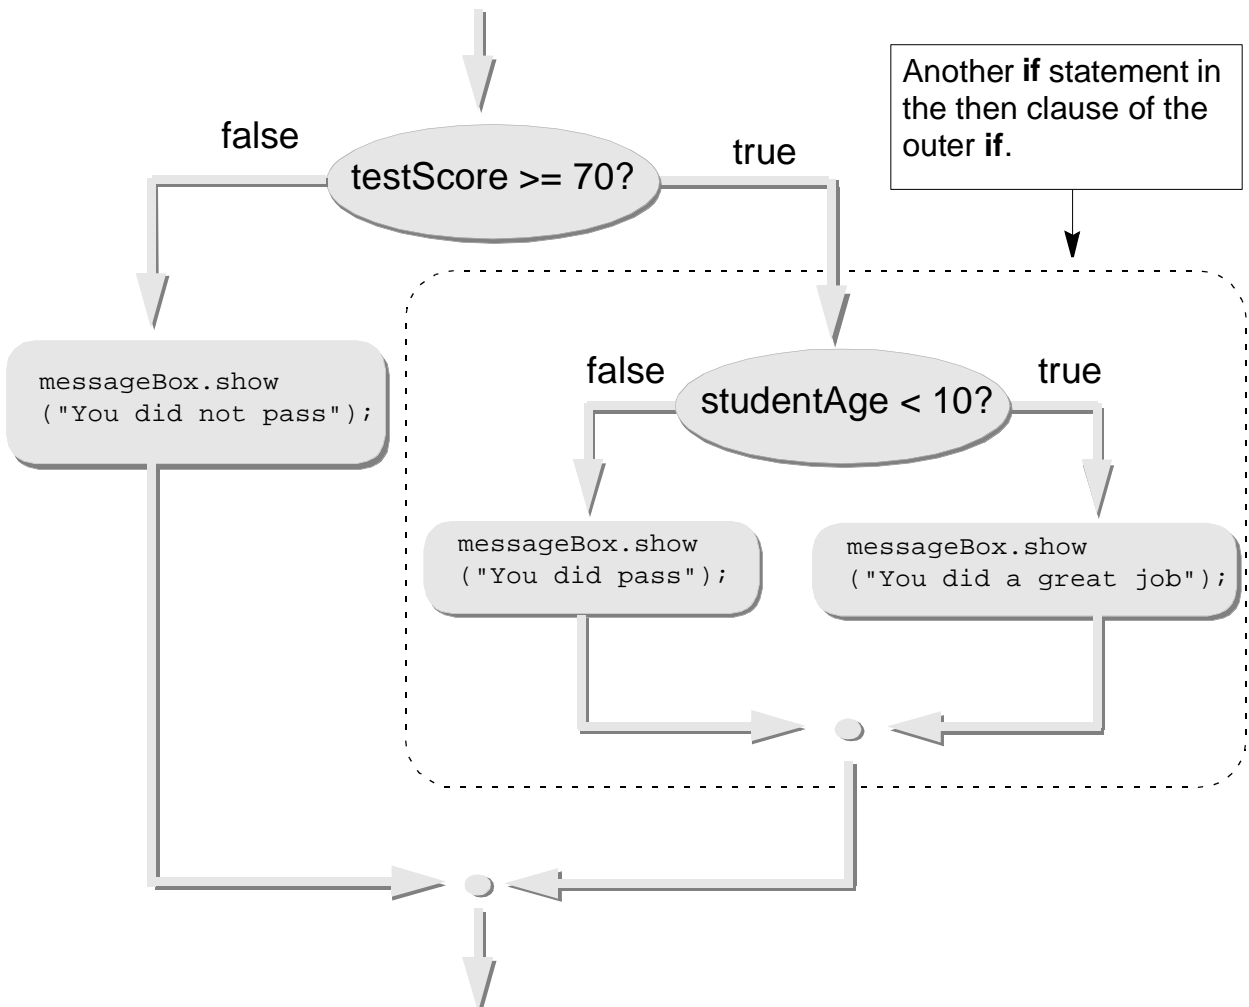 Another if statement in
the then clause of the
outer if.
false
true
testScore >= 70?
messageBox.show
("You did not pass");
false
true
studentAge < 10?
messageBox.show
("You did pass");
messageBox.show
("You did a great job");